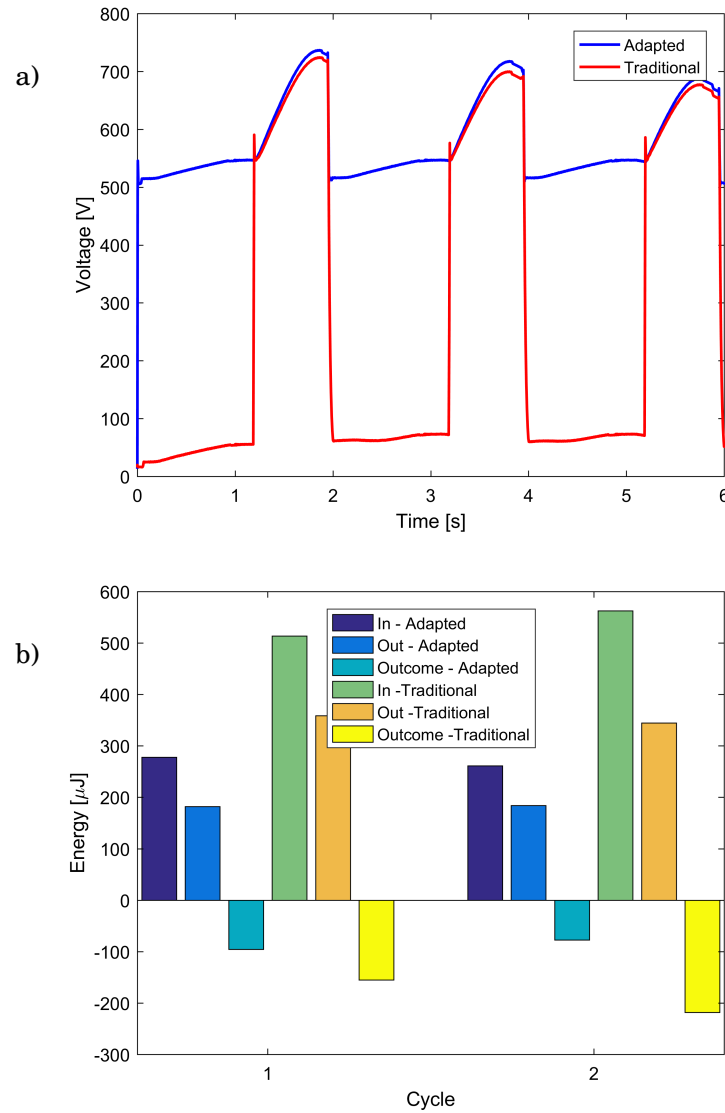 a)
800
700
600
500
400
300
200
100
0
Voltage [V]
Adapted
Traditional
0 1 2 3 4 5 6
Time [s]
b)
600
500
400
300
200
100
0
-100
-200
-300
Energy [μJ]
In - Adapted
Out - Adapted
Outcome - Adapted
In -Traditional
Out -Traditional
Outcome -Traditional
1 2
Cycle